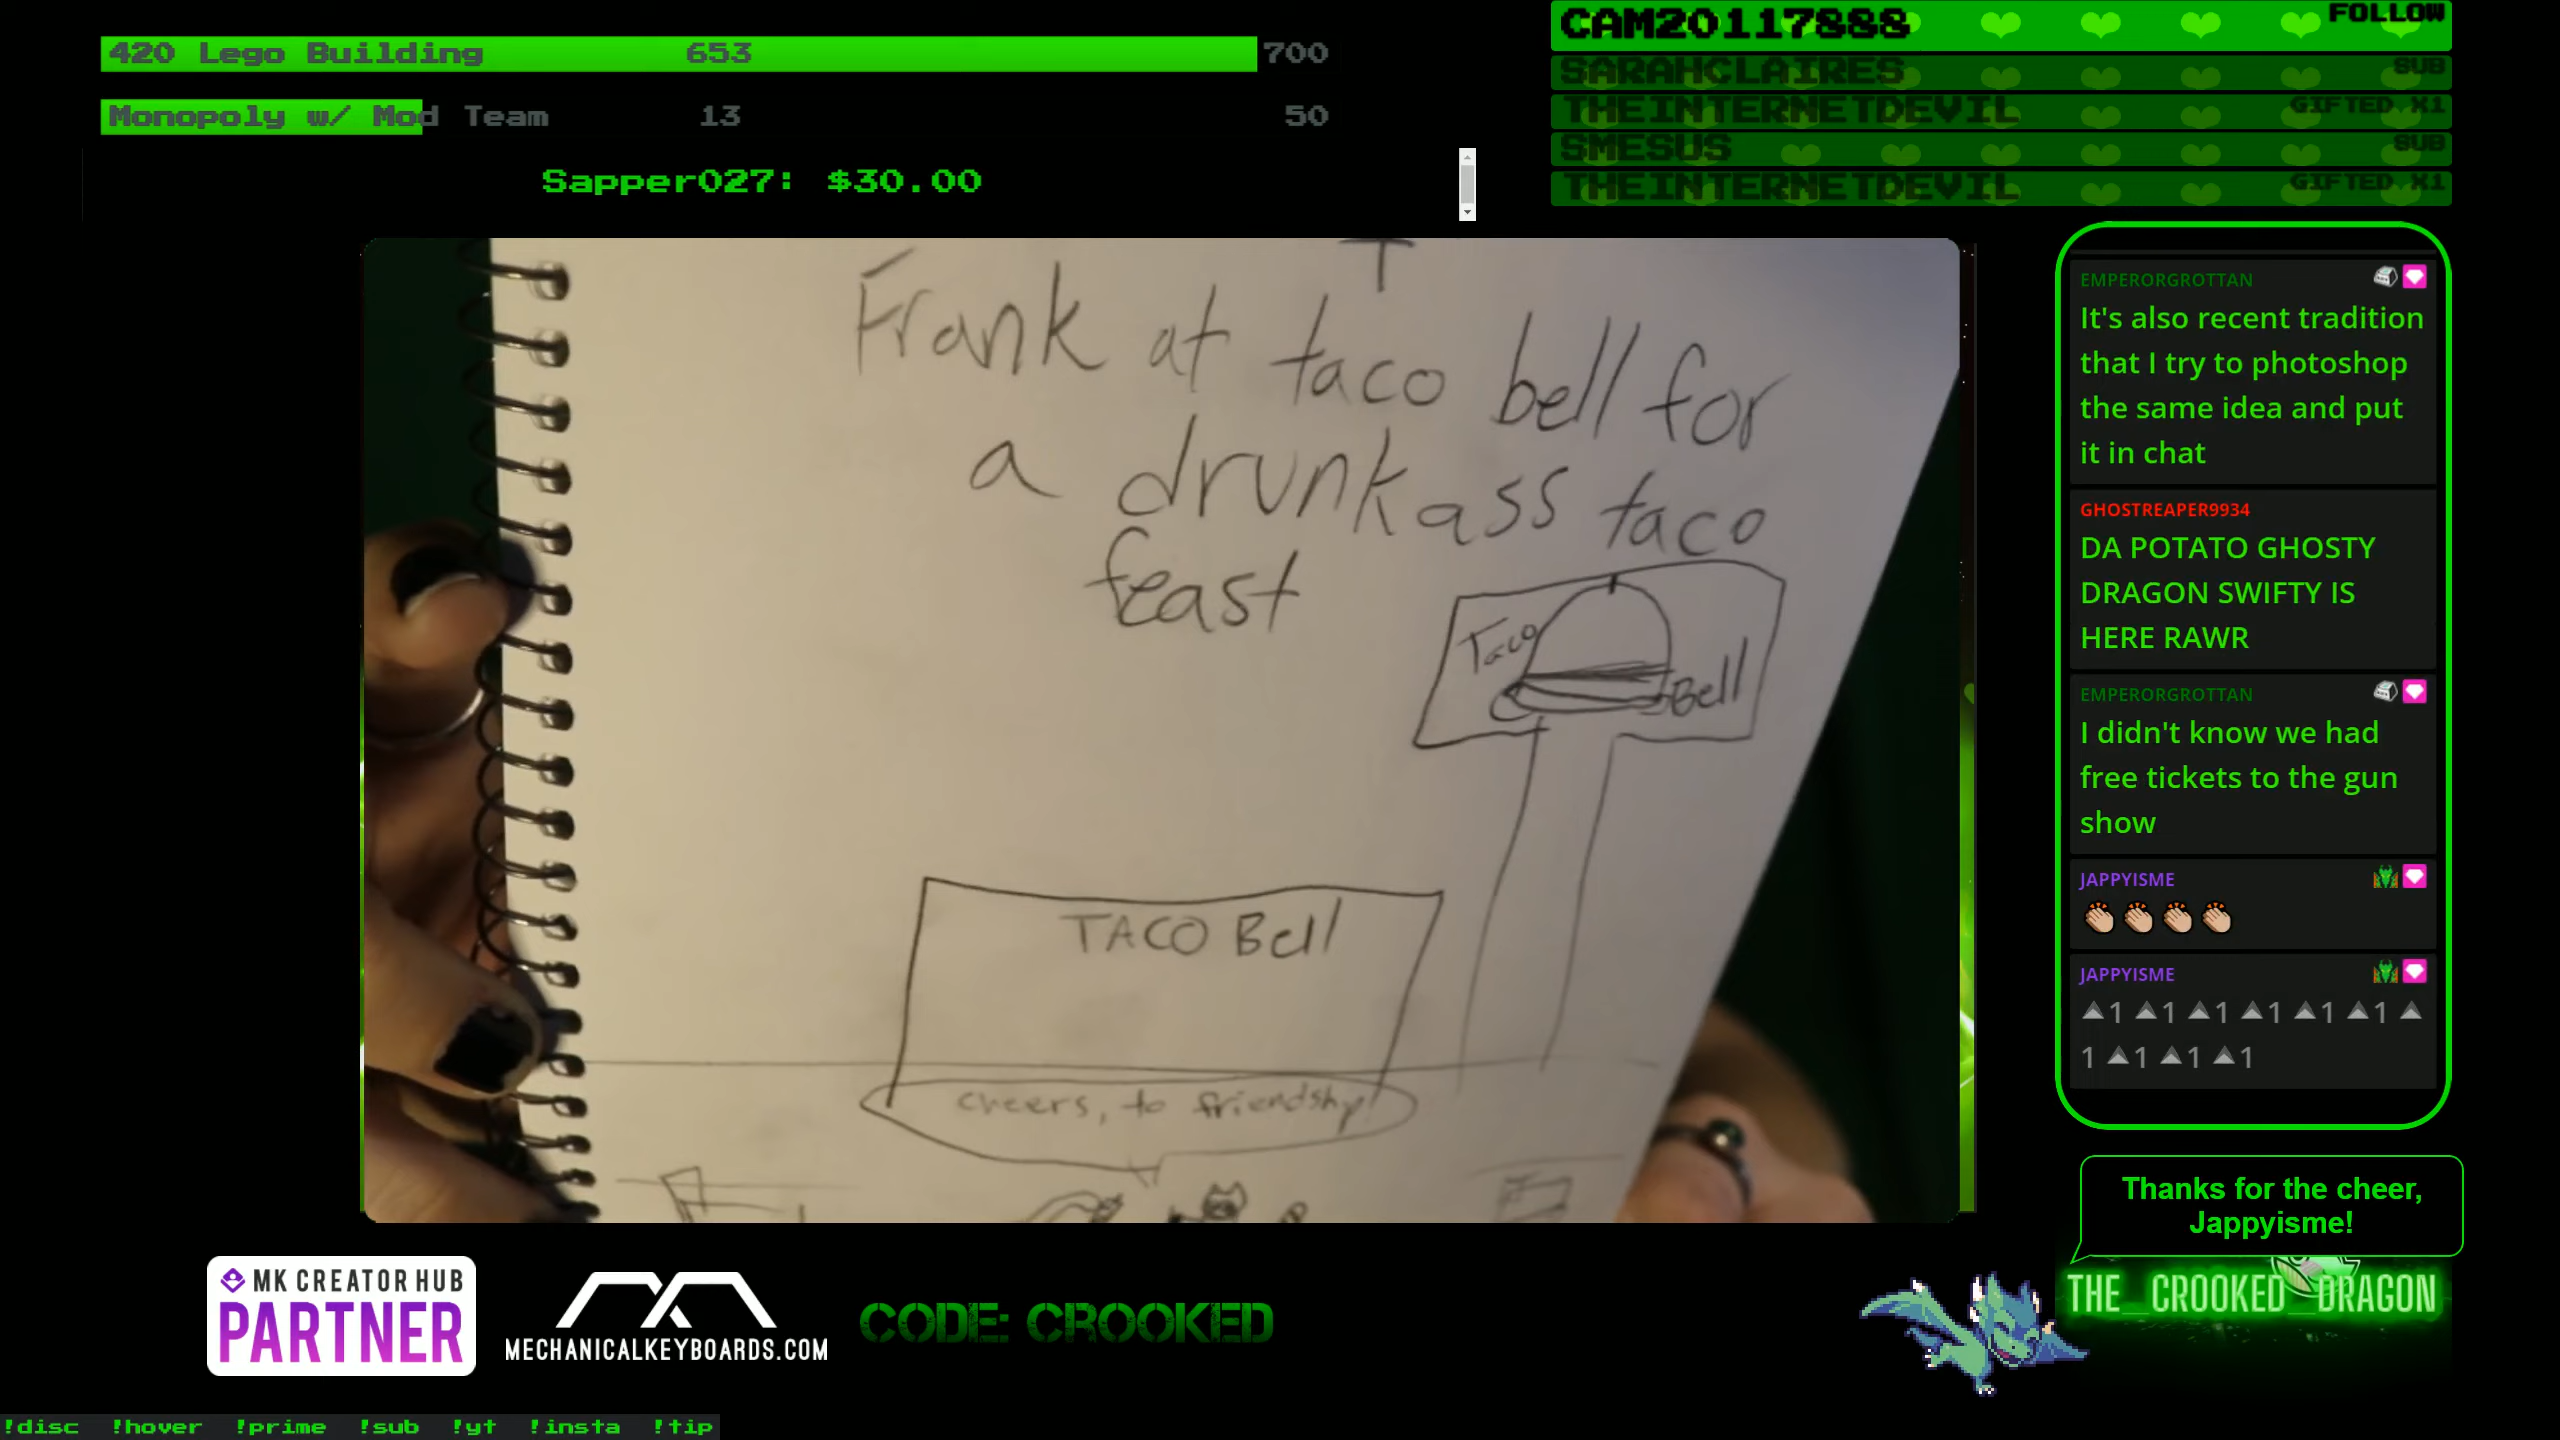 420 Lego Building 653 700
Monopoly w/ Mod Team 13 50
Sapper027: $30.00
CAM20117888 FOLLOW
SARAHCLAIRES SUB
THEINTERNETDEVIL GIFTED X1
SMESUS SUB
THEINTERNETDEVIL GIFTED X1
Frank at taco bell for
a drunkass taco
feast
Taco
Bell
TACO Bell
cheers, to friendship!
EMPERORGROTTAN
It's also recent tradition
that I try to photoshop
the same idea and put
it in chat
GHOSTREAPER9934
DA POTATO GHOSTY
DRAGON SWIFTY IS
HERE RAWR
EMPERORGROTTAN
I didn't know we had
free tickets to the gun
show
JAPPYISME
JAPPYISME
1 1 1 1 1 1
1 1 1 1
Thanks for the cheer,
Jappyisme!
THE_CROOKED_DRAGON
MK CREATOR HUB
PARTNER
MECHANICALKEYBOARDS.COM
CODE: CROOKED
!disc !hover !prime !sub !yt !insta !tip